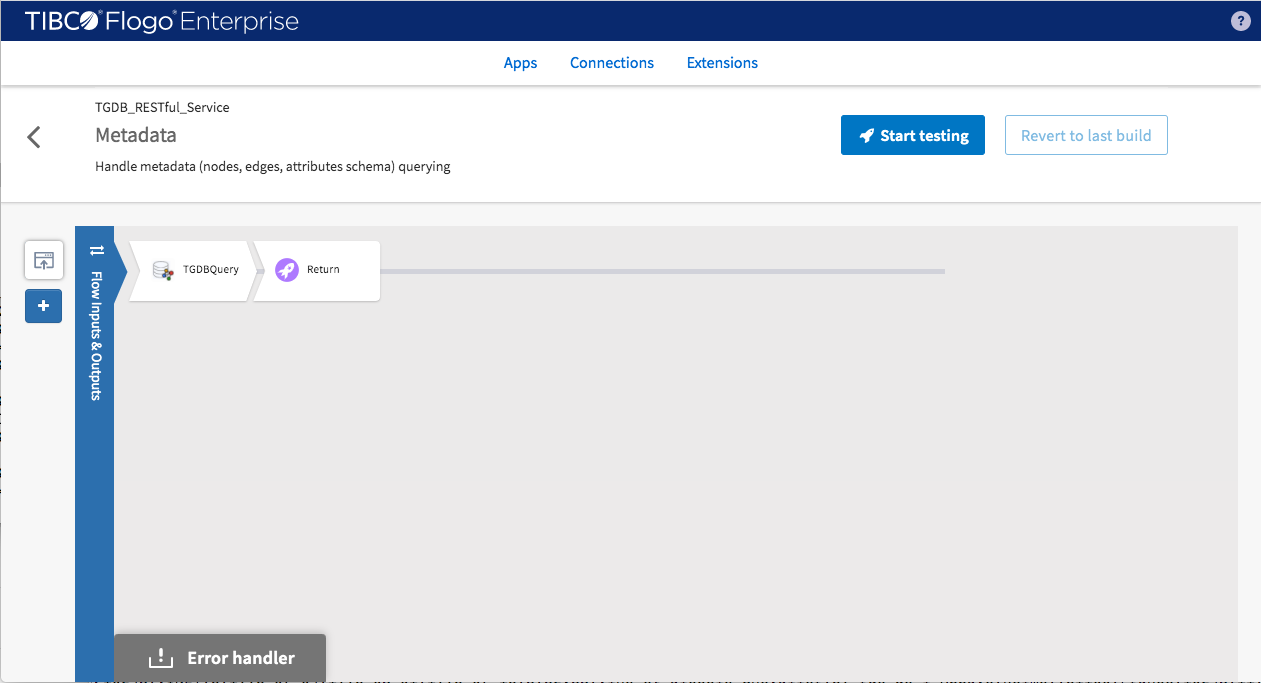 TIBCO® Flogo® Enterprise
?
Apps Connections Extensions
TGDB_RESTful_Service
Metadata
Handle metadata (nodes, edges, attributes schema) querying
Start testing
Revert to last build
Flow Inputs & Outputs
TGDBQuery
Return
Error handler